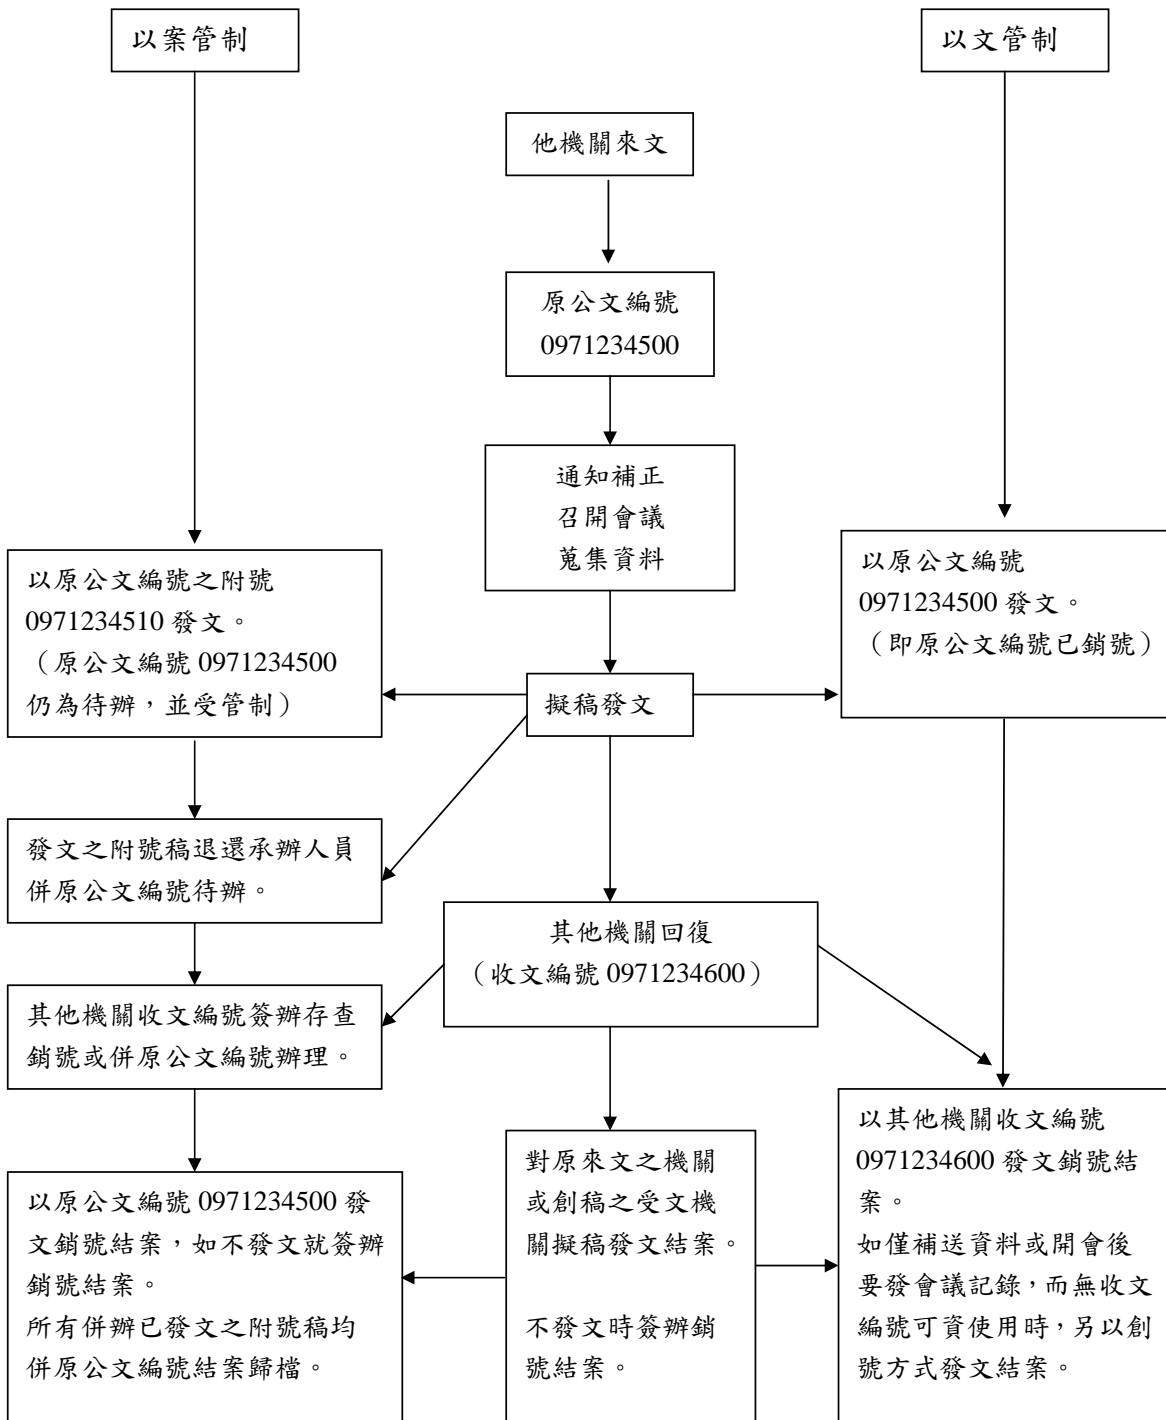 以案管制
以文管制
他機關來文
原公文編號
0971234500
通知補正
召開會議
蒐集資料
以原公文編號之附號
0971234510 發文。
（原公文編號 0971234500
仍為待辦，並受管制）
擬稿發文
以原公文編號
0971234500 發文。
（即原公文編號已銷號）
發文之附號稿退還承辦人員
併原公文編號待辦。
其他機關回復
（收文編號 0971234600）
其他機關收文編號簽辦存查
銷號或併原公文編號辦理。
以原公文編號 0971234500 發
文銷號結案，如不發文就簽辦
銷號結案。
所有併辦已發文之附號稿均
併原公文編號結案歸檔。
對原來文之機關
或創稿之受文機
關擬稿發文結案。
不發文時簽辦銷
號結案。
以其他機關收文編號
0971234600 發文銷號結
案。
如僅補送資料或開會後
要發會議記錄，而無收文
編號可資使用時，另以創
號方式發文結案。